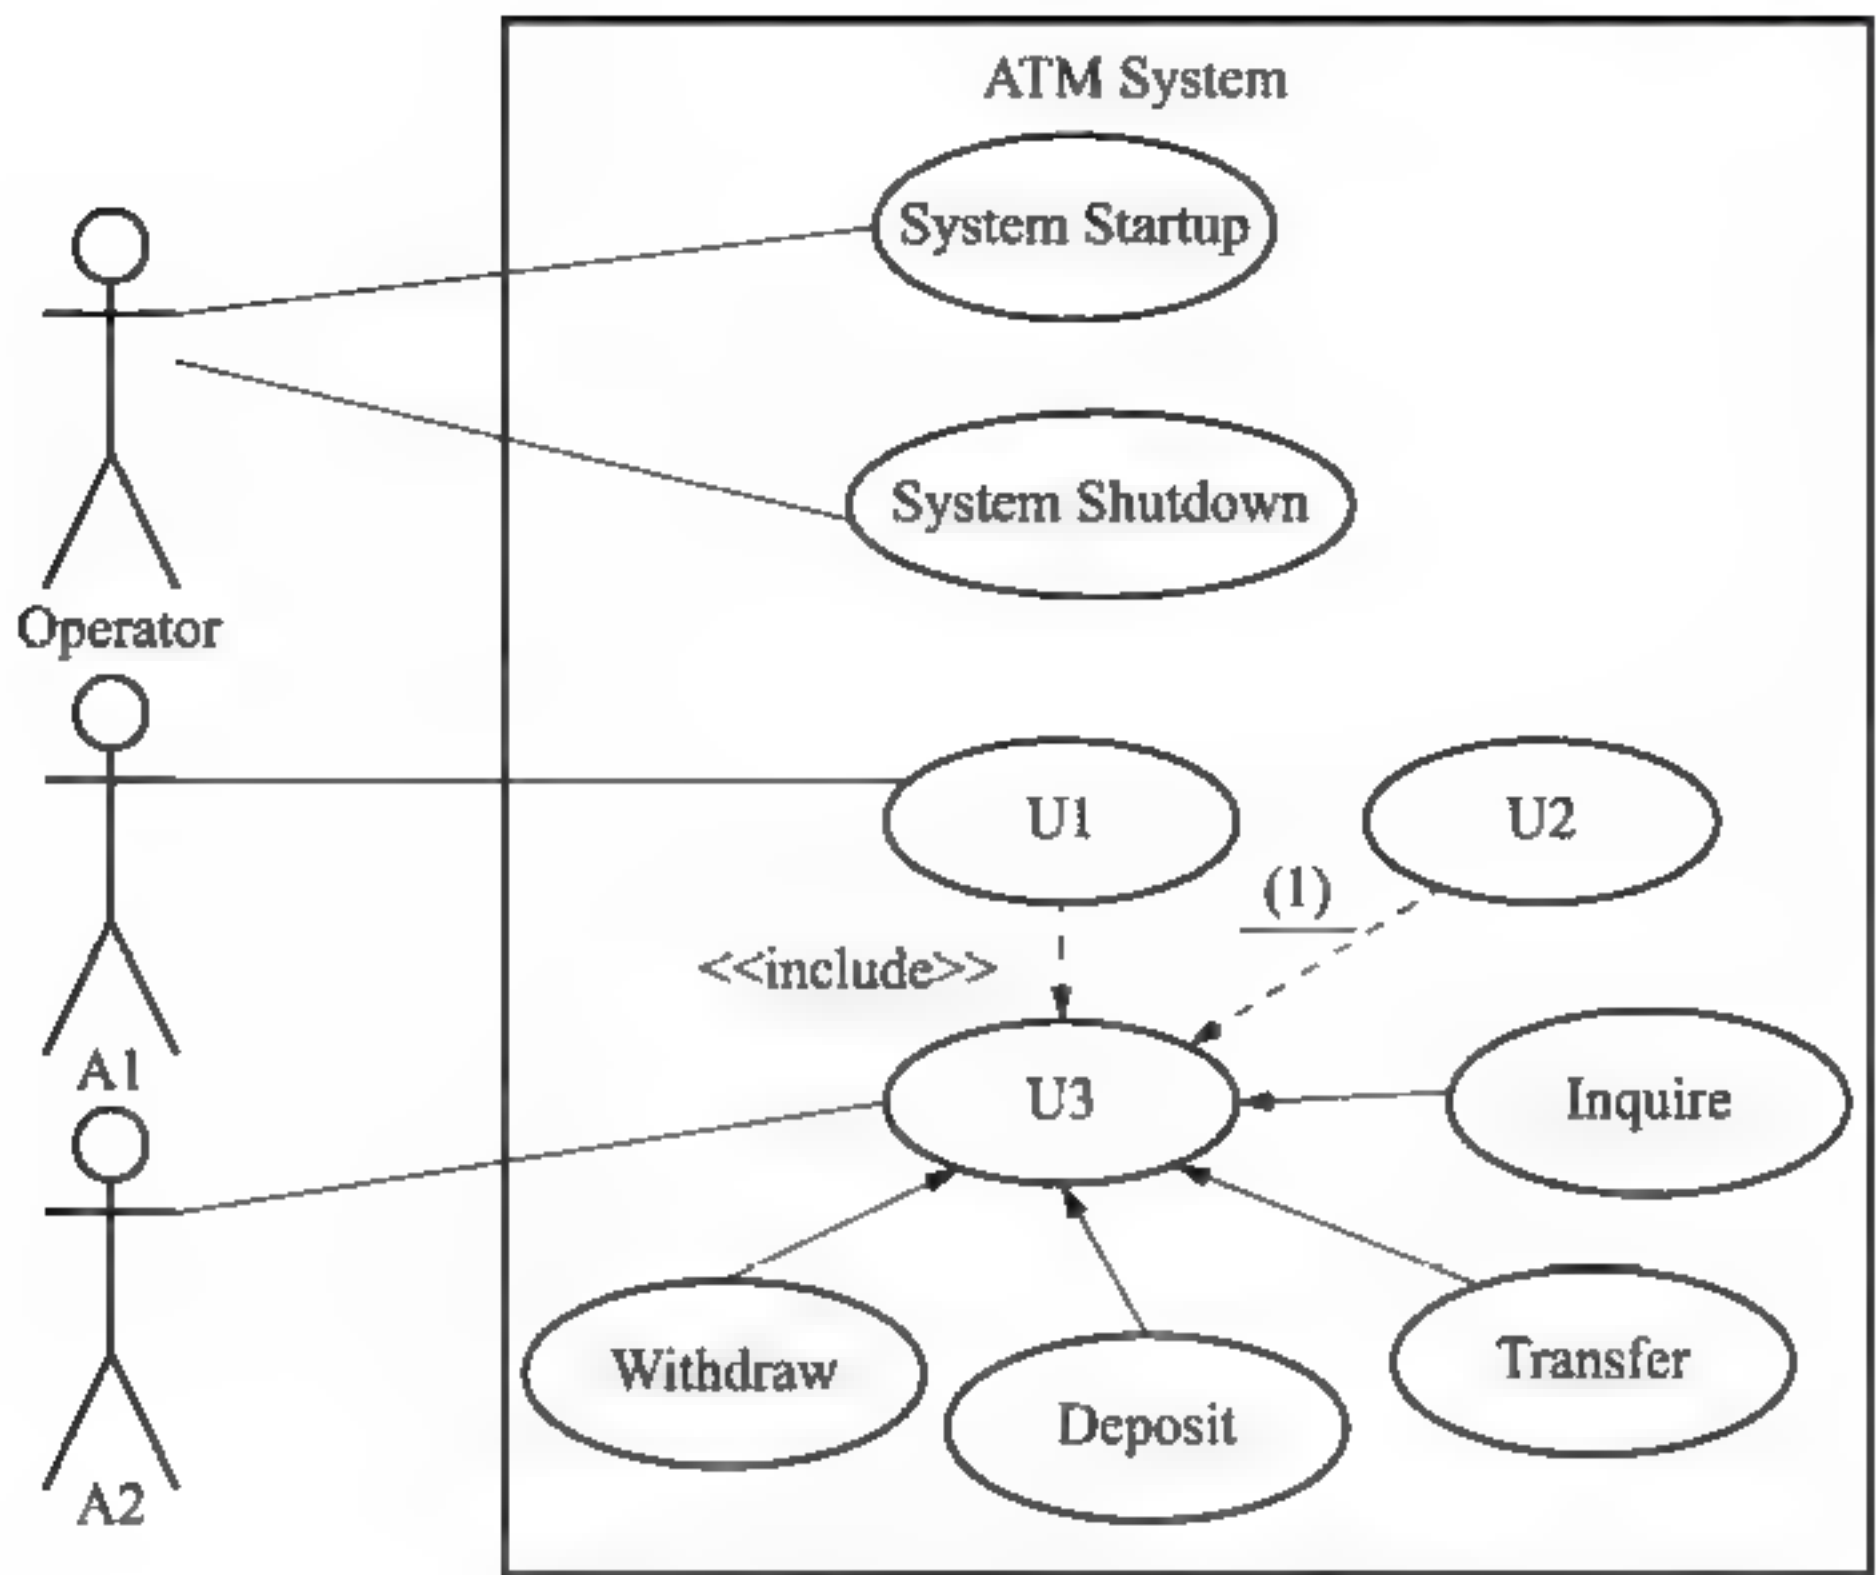 ATM System
System Startup
System Shutdown
Operator
U1
U2
(1)
<<include>>
A1
U3
Inquire
Withdraw
Deposit
Transfer
A2